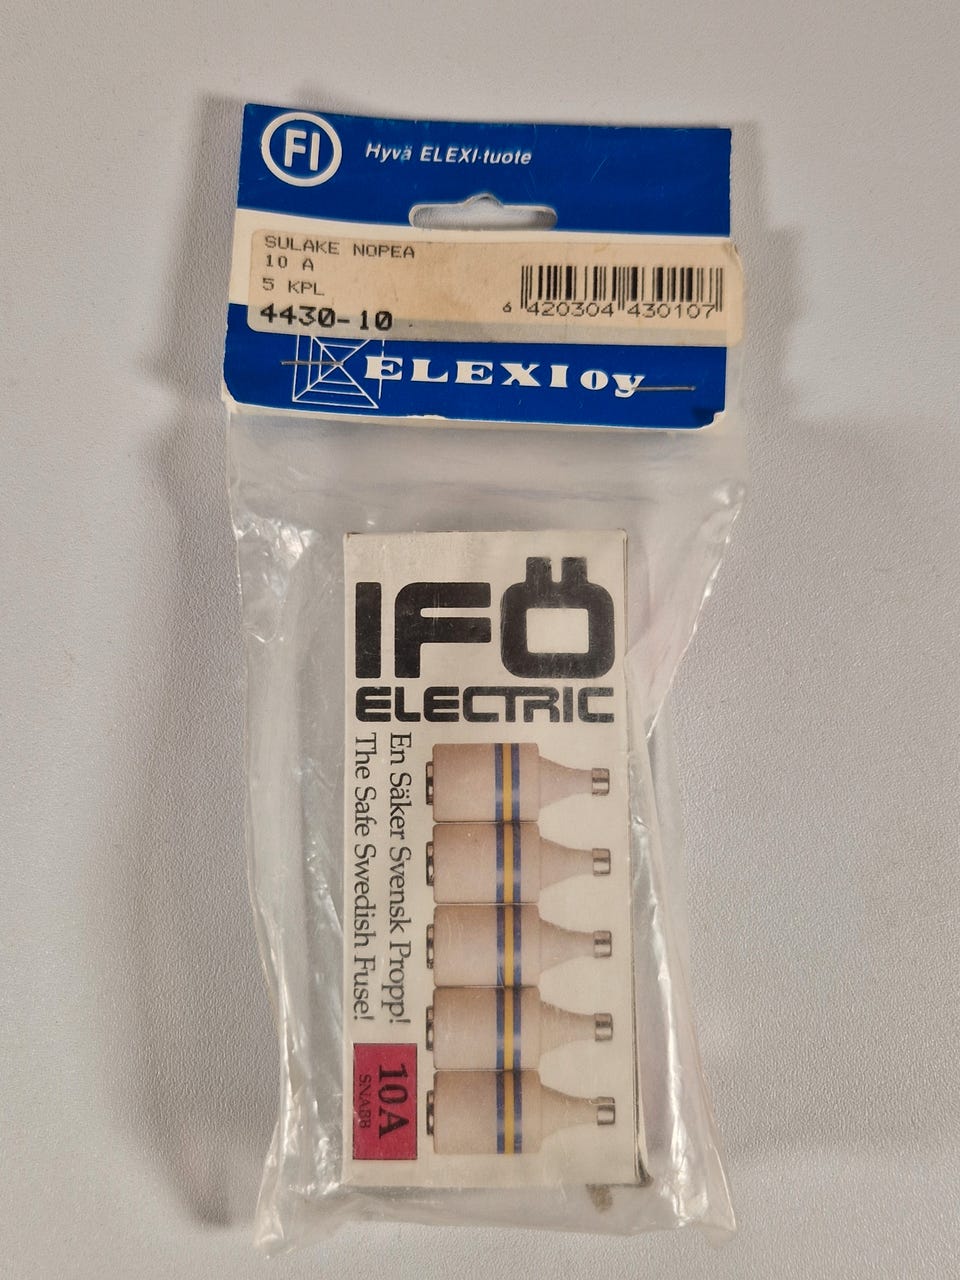 FI
Hyvä ELEXI-tuote
SULAKE NOPEA
10 A
5 KPL
4430-10
6 420304 430107
ELEXI oy
IFÖ
ELECTRIC
En Säker Svensk Propp!
The Safe Swedish Fuse!
10A
SNA8B